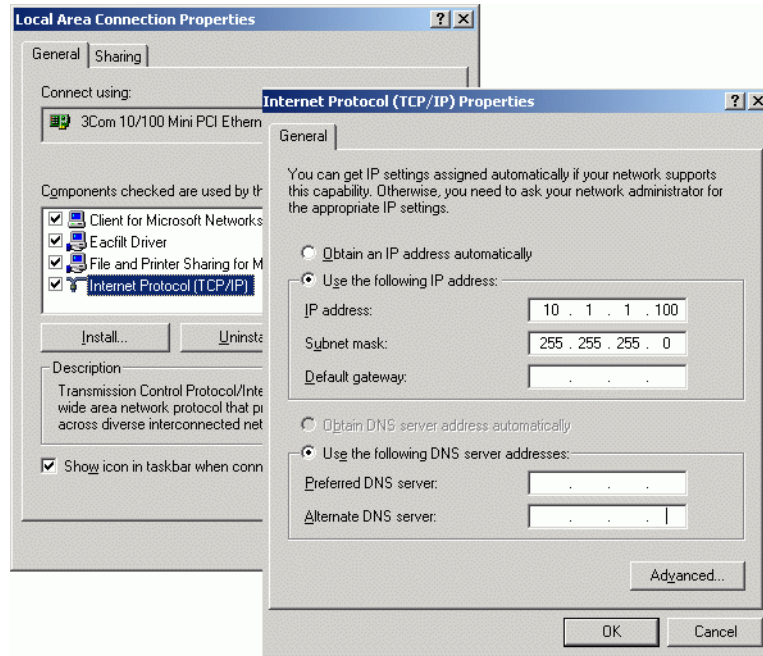 Local Area Connection Properties
General
Sharing
Connect using:
3Com 10/100 Mini PCI Ethern
Components checked are used by th
Client for Microsoft Networks
Eacfilt Driver
File and Printer Sharing for M
Internet Protocol (TCP/IP)
Install...
Uninsta
Description
Transmission Control Protocol/Inte
wide area network protocol that pr
across diverse interconnected net
Show icon in taskbar when conn
Internet Protocol (TCP/IP) Properties
General
You can get IP settings assigned automatically if your network supports
this capability. Otherwise, you need to ask your network administrator for
the appropriate IP settings.
Obtain an IP address automatically
Use the following IP address:
IP address: 10 . 1 . 1 . 100
Subnet mask: 255 . 255 . 255 . 0
Default gateway: . . .
Obtain DNS server address automatically
Use the following DNS server addresses:
Preferred DNS server: . . .
Alternate DNS server: . . .
Advanced...
OK
Cancel